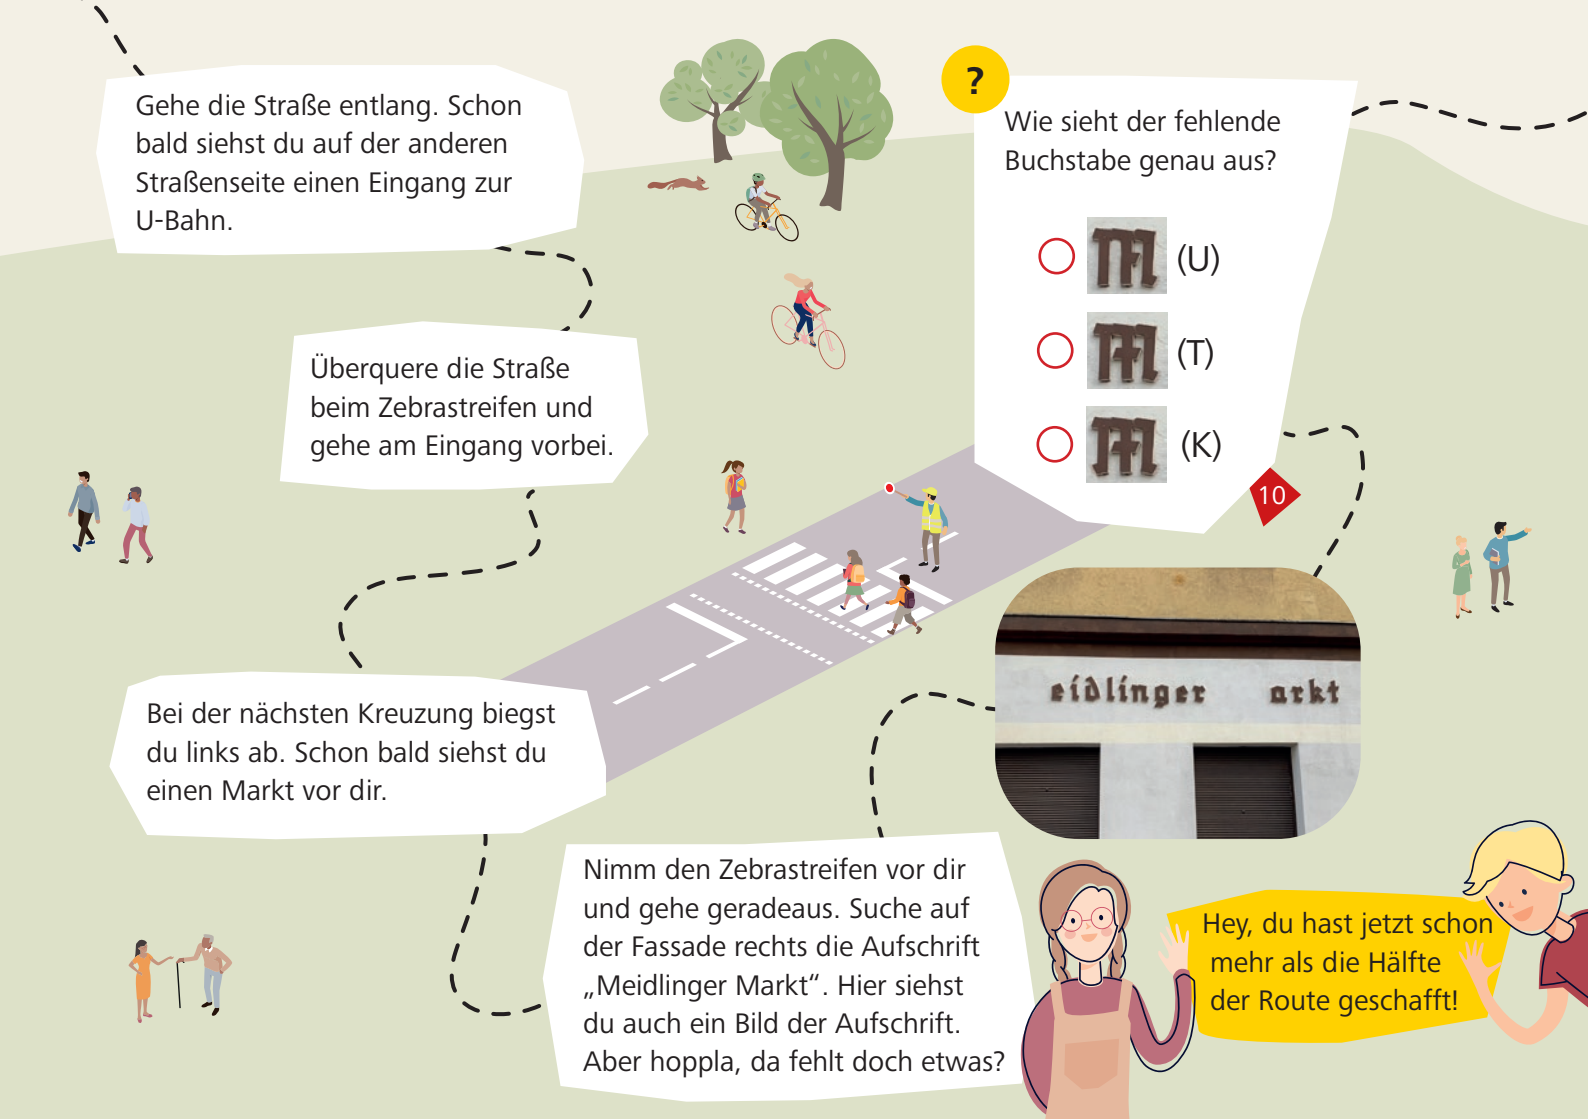 Gehe die Straße entlang. Schon
bald siehst du auf der anderen
Straßenseite einen Eingang zur
U-Bahn.
Überquere die Straße
beim Zebrastreifen und
gehe am Eingang vorbei.
Bei der nächsten Kreuzung biegst
du links ab. Schon bald siehst du
einen Markt vor dir.
Nimm den Zebrastreifen vor dir
und gehe geradeaus. Suche auf
der Fassade rechts die Aufschrift
„Meidlinger Markt“. Hier siehst
du auch ein Bild der Aufschrift.
Aber hoppla, da fehlt doch etwas?
eidlinger arkt
?
Wie sieht der fehlende
Buchstabe genau aus?
M (U)
M (T)
M (K)
10
Hey, du hast jetzt schon
mehr als die Hälfte
der Route geschafft!